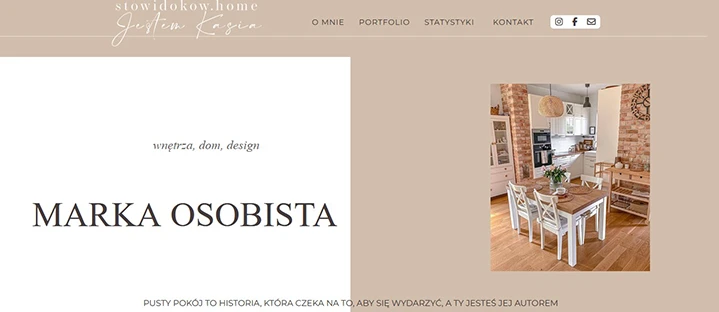 stowidokow.home
Jestem Kasia
O MNIE PORTFOLIO STATYSTYKI KONTAKT
wnętrza, dom, design
MARKA OSOBISTA
PUSTY POKÓJ TO HISTORIA, KTÓRA CZEKA NA TO, ABY SIĘ WYDARZYĆ, A TY JESTEŚ JEJ AUTOREM